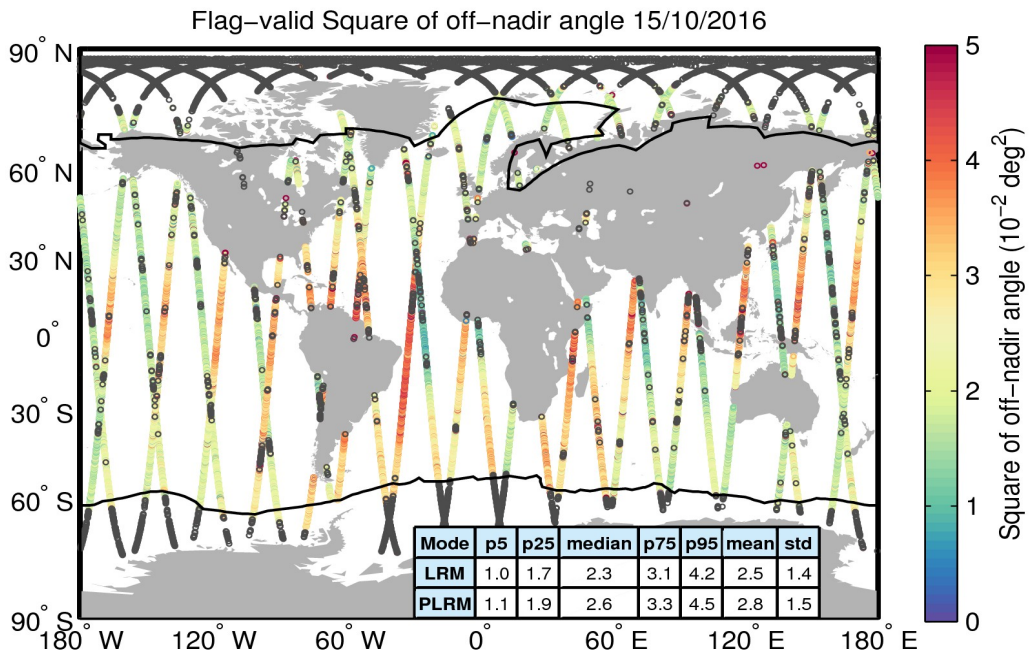 Flag−valid Square of off−nadir angle 15/10/2016
90° N
60° N
30° N
0°
30° S
60° S
90° S
180° W 120° W 60° W 0° 60° E 120° E 180° E
Mode p5 p25 median p75 p95 mean std
LRM 1.0 1.7 2.3 3.1 4.2 2.5 1.4
PLRM 1.1 1.9 2.6 3.3 4.5 2.8 1.5
5
4
3
2
1
0
Square of off−nadir angle (10⁻² deg²)